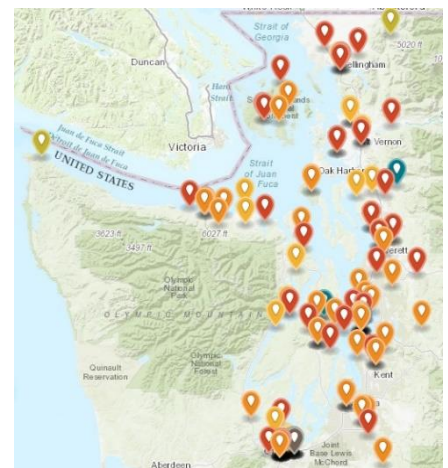 Strait of
Georgia
5020 ft
ellingham
Duncan
Haro
Strait
Victoria
Vernon
Juan de Fuca Strait
Détroit de Juan de Fuca
UNITED STATES
Strait
of Juan
Fuca
Oak Harbor
3623 ft
6027 ft
3497 ft
verett
Olympic
National
Park
OLYMPIC MOUNTAIN
Quinault
Reservation
Olympic
National
Forest
Kent
Joint
Base Lewis
McChord
Aberdeen